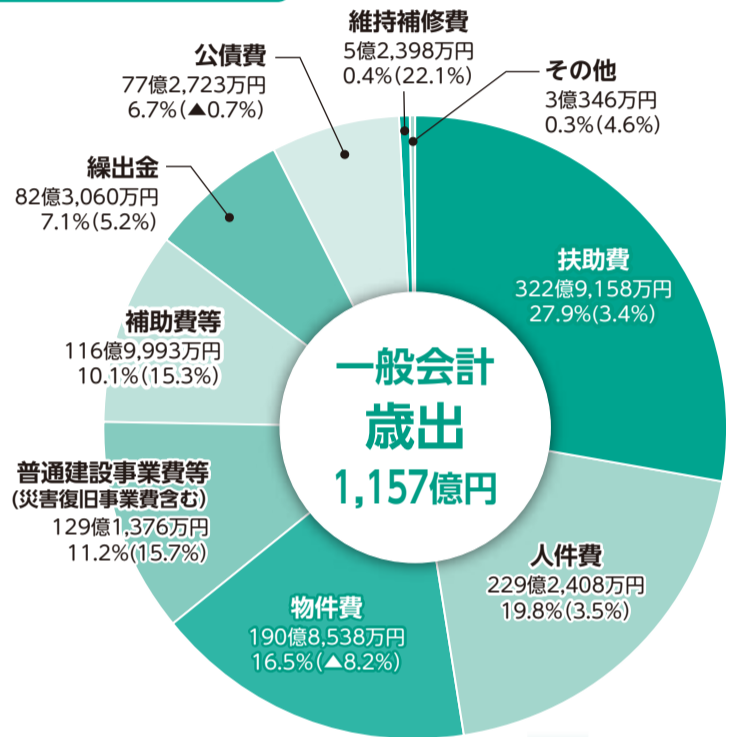 維持補修費
5億2,398万円
0.4%(22.1%)
公債費
77億2,723万円
6.7%(▲0.7%)
その他
3億346万円
0.3%(4.6%)
繰出金
82億3,060万円
7.1%(5.2%)
扶助費
322億9,158万円
27.9%(3.4%)
補助費等
116億9,993万円
10.1%(15.3%)
一般会計
歳出
1,157億円
普通建設事業費等
(災害復旧事業費含む)
129億1,376万円
11.2%(15.7%)
人件費
229億2,408万円
19.8%(3.5%)
物件費
190億8,538万円
16.5%(▲8.2%)